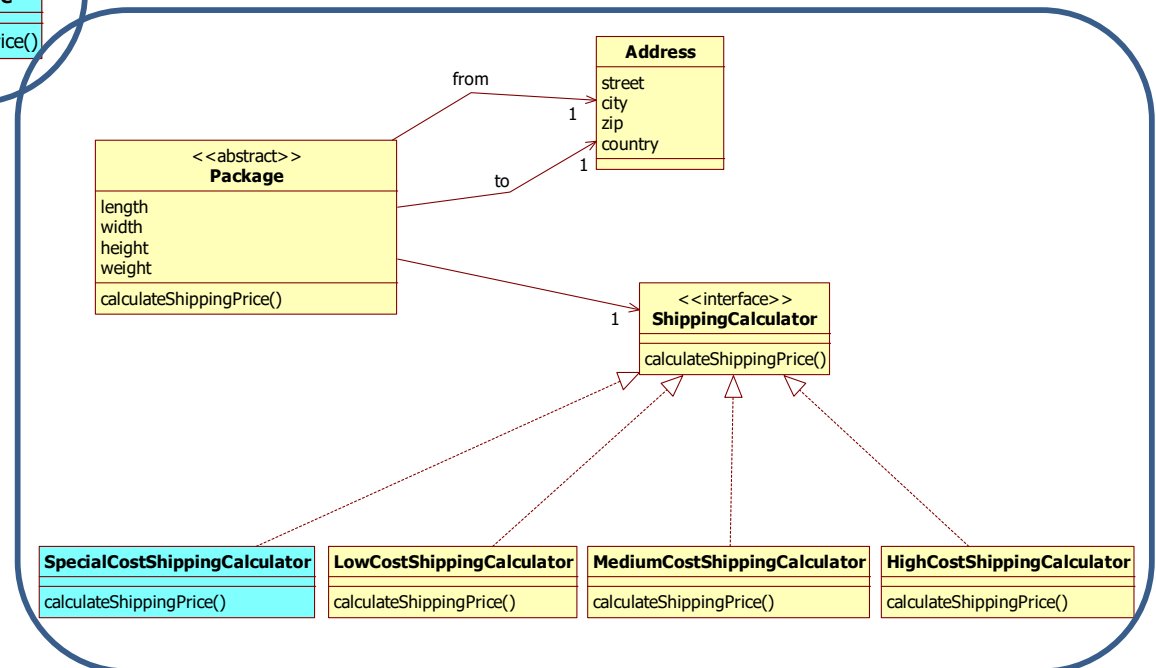 ice()
from
Address
street
city
zip
country
1
1
to
<<abstract>>
Package
length
width
height
weight
calculateShippingPrice()
1
<<interface>>
ShippingCalculator
calculateShippingPrice()
SpecialCostShippingCalculator
calculateShippingPrice()
LowCostShippingCalculator
calculateShippingPrice()
MediumCostShippingCalculator
calculateShippingPrice()
HighCostShippingCalculator
calculateShippingPrice()